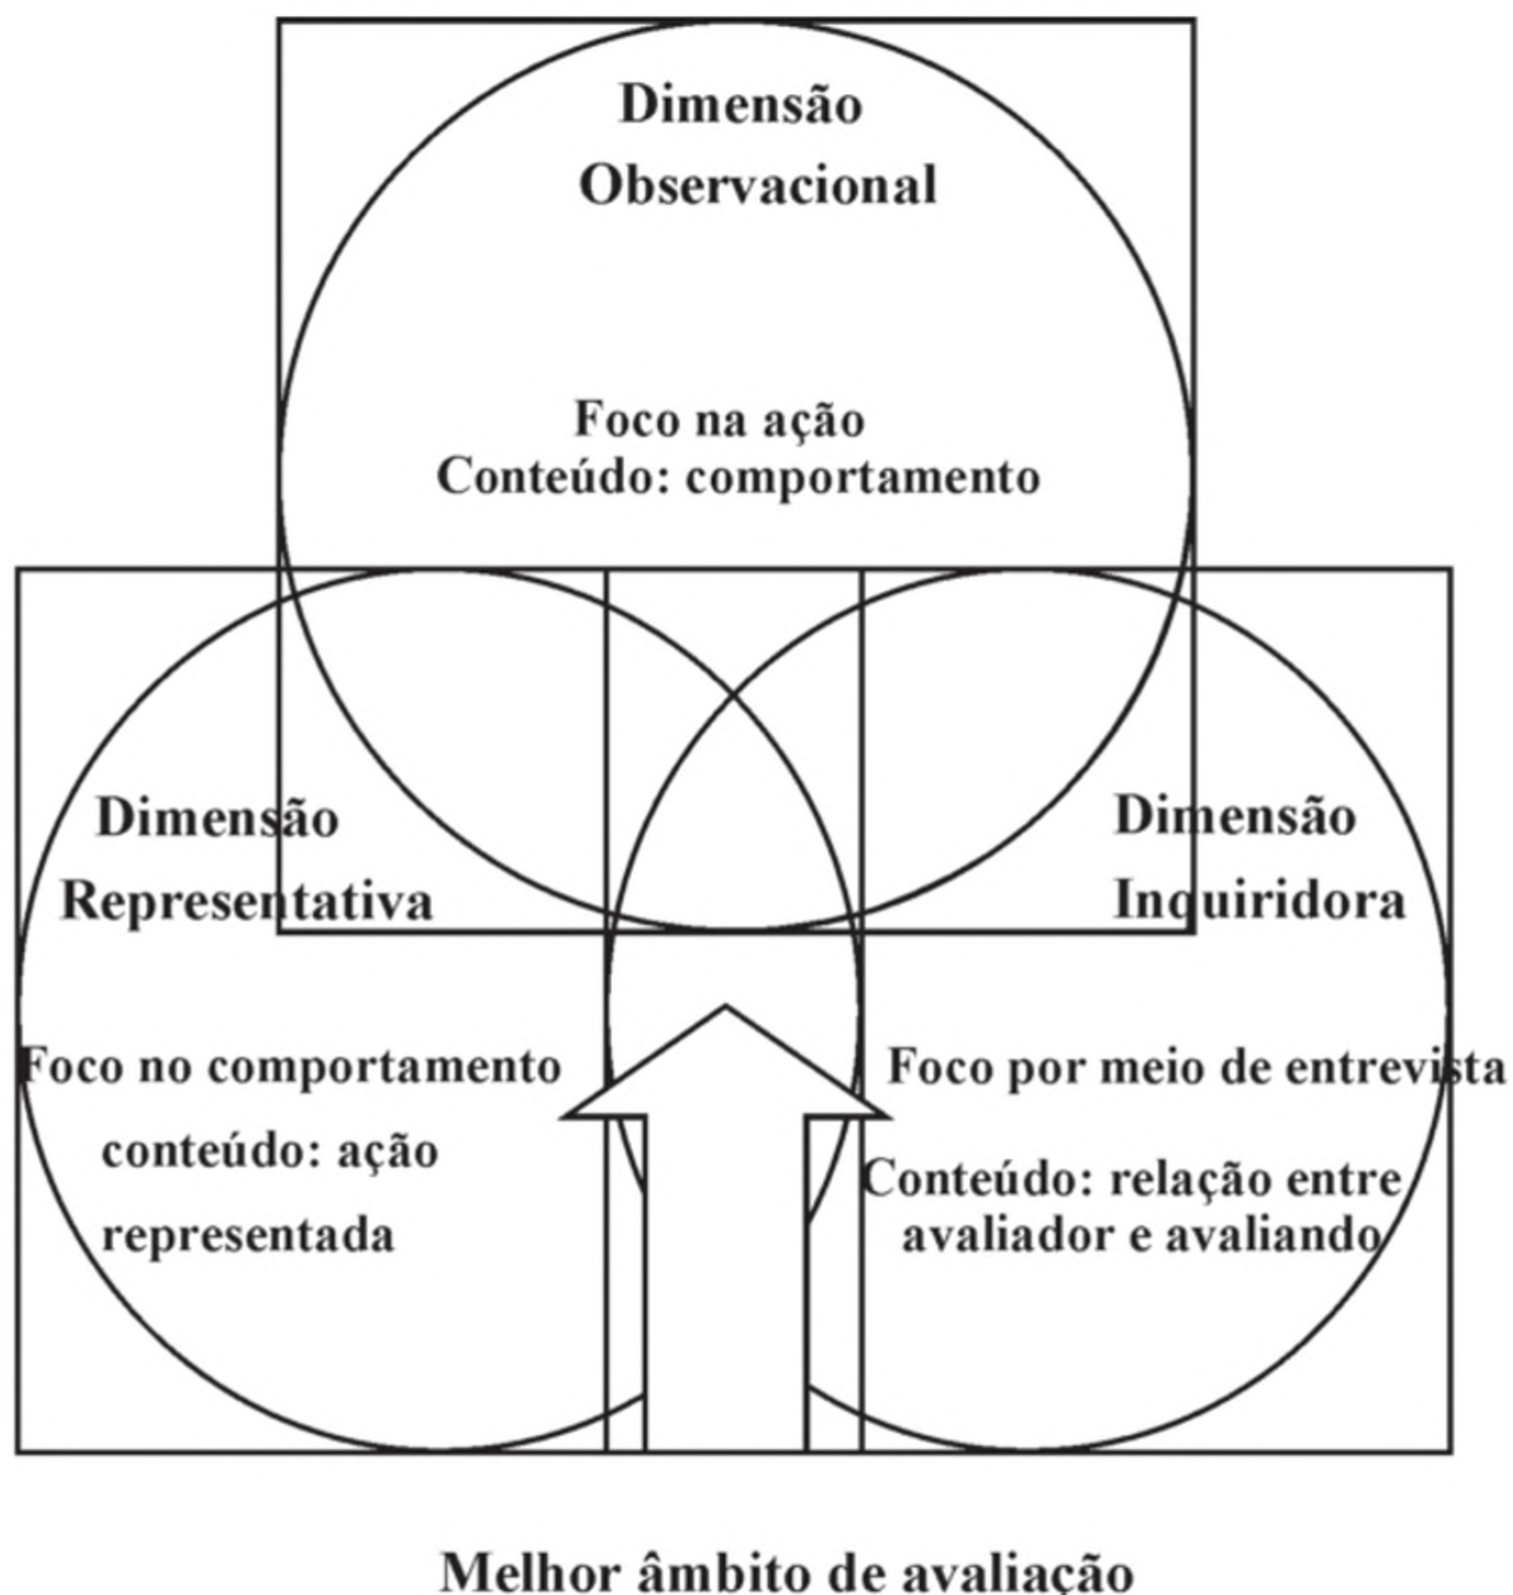 Dimensão
Observacional
Foco na ação
Conteúdo: comportamento
Dimensão
Representativa
Foco no comportamento
conteúdo: ação
representada
Dimensão
Inquiridora
Foco por meio de entrevista
Conteúdo: relação entre
avaliador e avaliando
Melhor âmbito de avaliação